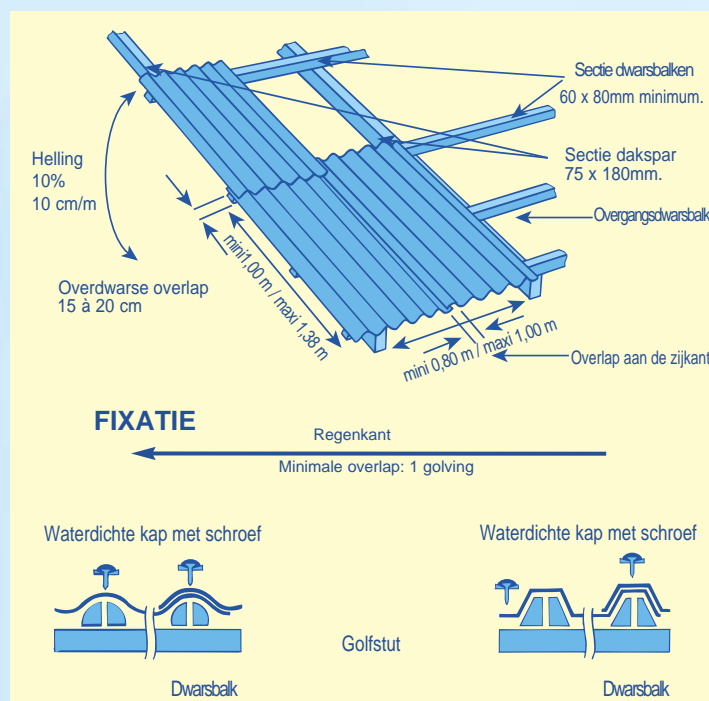 Sectie dwarsbalken
60 x 80mm minimum.
Helling
10%
10 cm/m
Sectie dakspar
75 x 180mm.
Overgangsdwarsbalk
mini1,00 m / maxi 1,38 m
Overdwarse overlap
15 à 20 cm
mini 0,80 m / maxi 1,00 m
Overlap aan de zijkant
FIXATIE
Regenkant
Minimale overlap: 1 golving
Waterdichte kap met schroef
Waterdichte kap met schroef
Golfstut
Dwarsbalk
Dwarsbalk